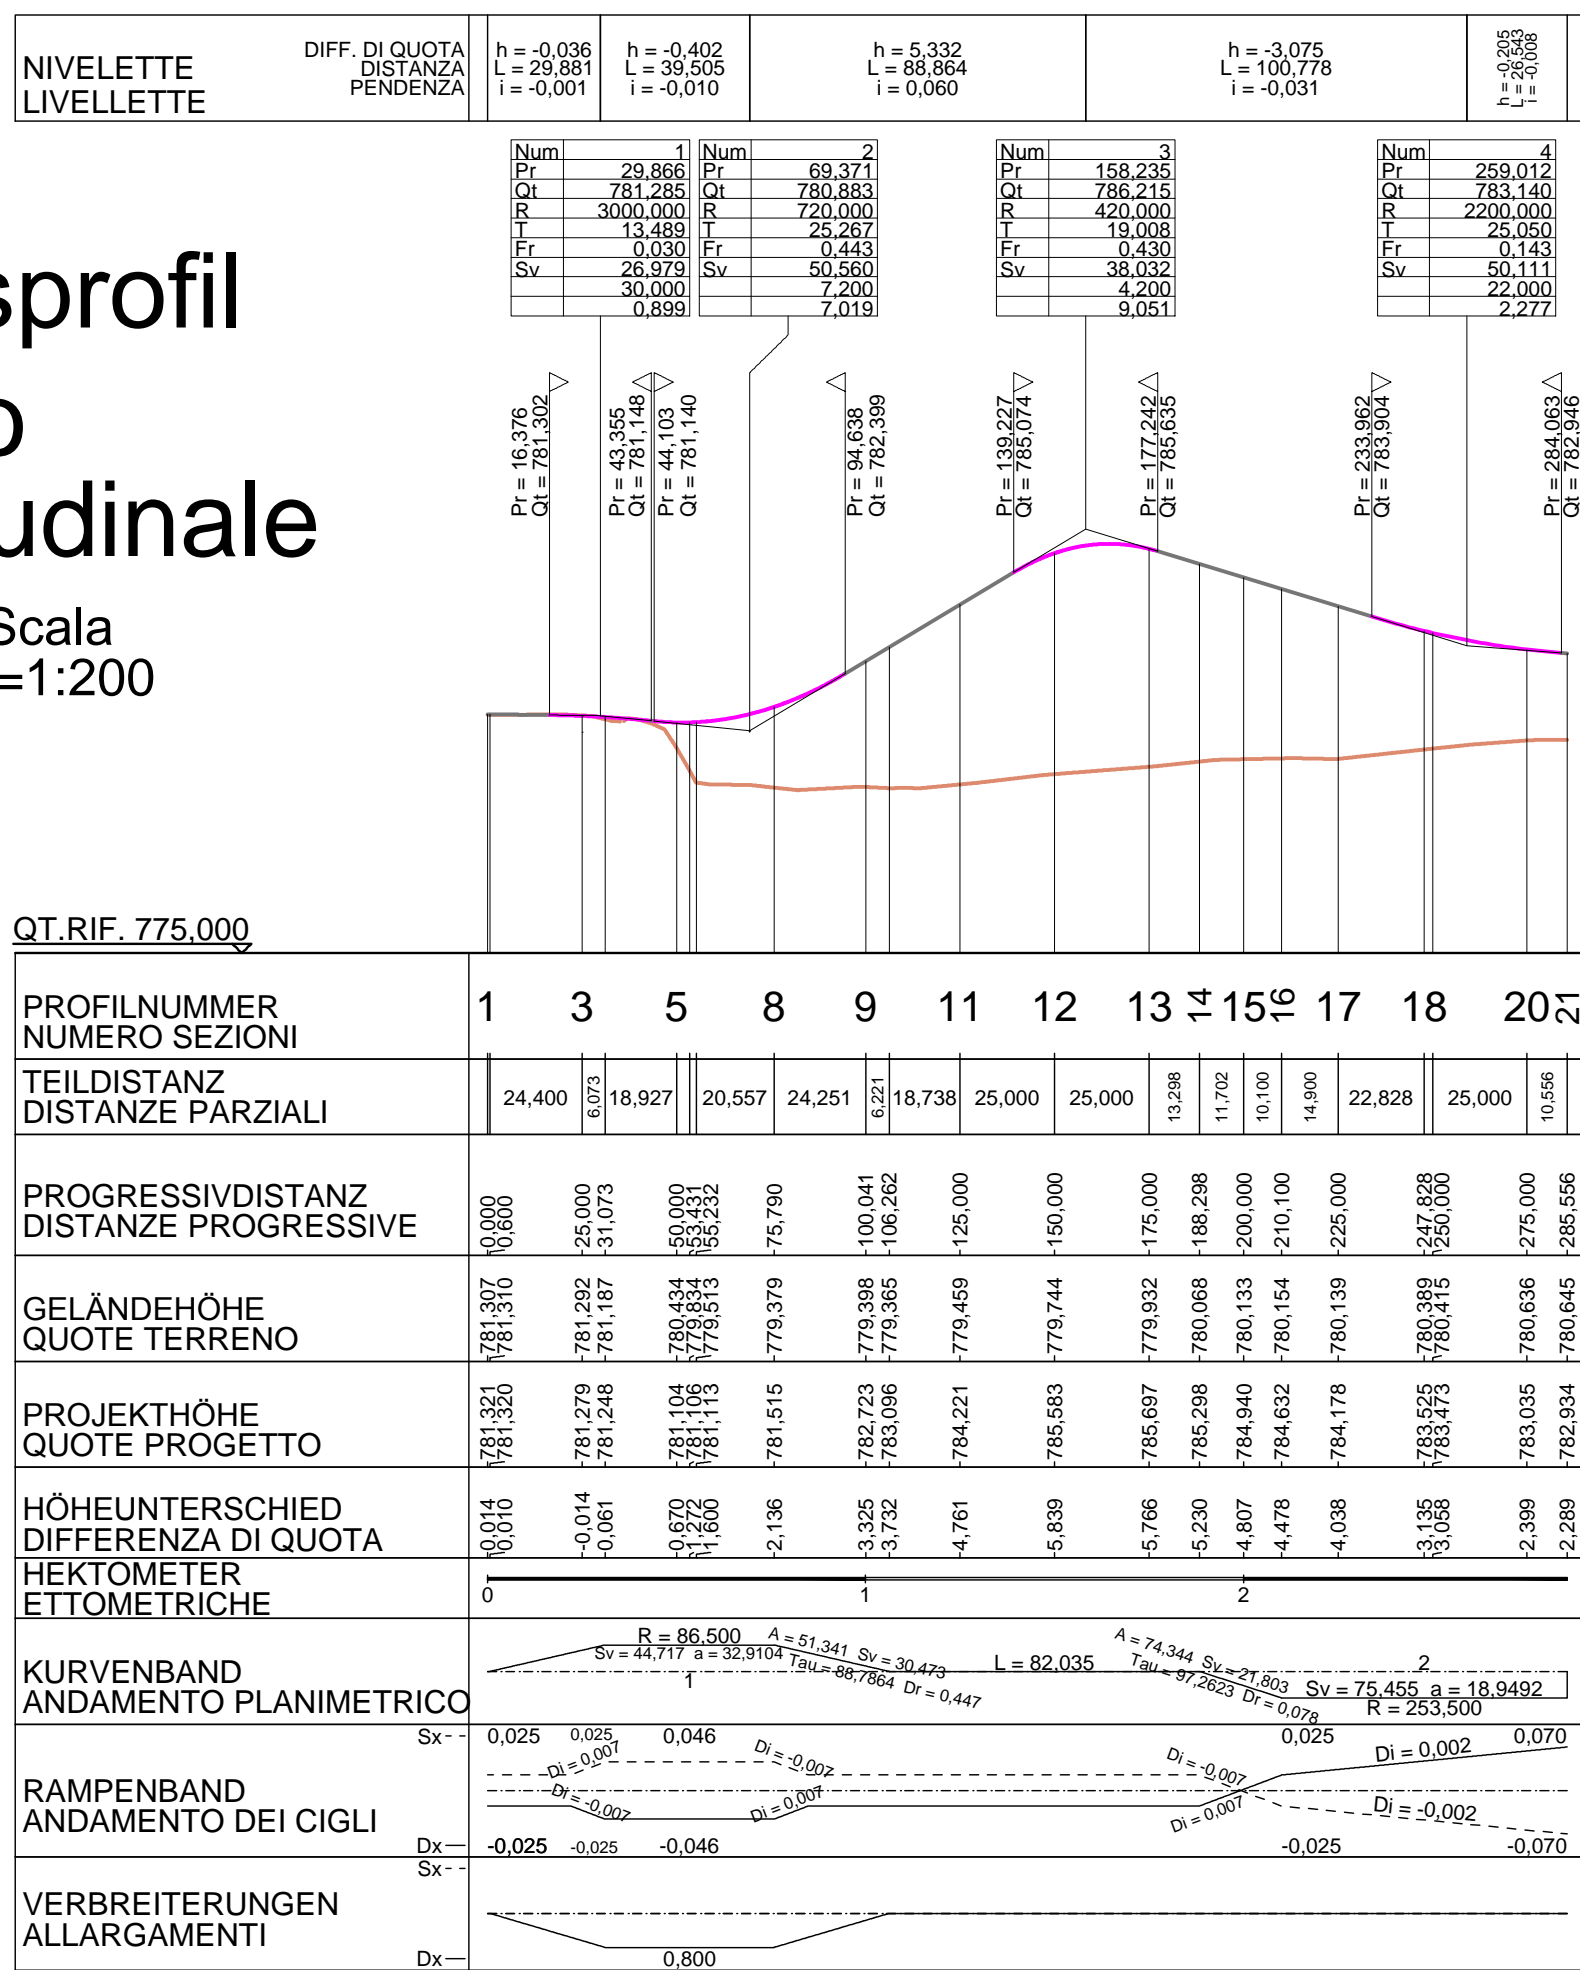 NIVELETTE
LIVELLETTE
DIFF. DI QUOTA
DISTANZA
PENDENZA
h = -0,036
L = 29,881
i = -0,001
h = -0,402
L = 39,505
i = -0,010
h = 5,332
L = 88,864
i = 0,060
h = -3,075
L = 100,778
i = -0,031
h = -0,205
L = 26,543
i = -0,008
Num 1
Pr 29,866
Qt 781,285
R 3000,000
T 13,489
Fr 0,030
Sv 26,979
30,000
0,899
Num 2
Pr 69,371
Qt 780,883
R 720,000
T 25,267
Fr 0,443
Sv 50,560
7,200
7,019
Num 3
Pr 158,235
Qt 786,215
R 420,000
T 19,008
Fr 0,430
Sv 38,032
4,200
9,051
Num 4
Pr 259,012
Qt 783,140
R 2200,000
T 25,050
Fr 0,143
Sv 50,111
22,000
2,277
sprofil
o
udinale
Scala
=1:200
Pr = 16,376
Qt = 781,302
Pr = 43,355
Qt = 781,148
Pr = 44,103
Qt = 781,140
Pr = 94,638
Qt = 782,399
Pr = 139,227
Qt = 785,074
Pr = 177,242
Qt = 785,635
Pr = 233,962
Qt = 783,904
Pr = 284,063
Qt = 782,946
QT.RIF. 775,000
PROFILNUMMER
NUMERO SEZIONI
1 3 5 8 9 11 12 13 14 15 16 17 18 20 21
TEILDISTANZ
DISTANZE PARZIALI
24,400 6,073 18,927 20,557 24,251 6,221 18,738 25,000 25,000 13,298 11,702 10,100 14,900 22,828 25,000 10,556
PROGRESSIVDISTANZ
DISTANZE PROGRESSIVE
0,000 0,600 25,000 31,073 50,000 53,431 55,232 75,790 100,041 106,262 125,000 150,000 175,000 188,298 200,000 210,100 225,000 247,828 250,000 275,000 285,556
GELÄNDEHÖHE
QUOTE TERRENO
781,307 781,310 781,292 781,187 780,434 779,834 779,513 779,379 779,398 779,365 779,459 779,744 779,932 780,068 780,133 780,154 780,139 780,389 780,415 780,636 780,645
PROJEKTHÖHE
QUOTE PROGETTO
781,321 781,320 781,279 781,248 781,104 781,106 781,113 781,515 782,723 783,096 784,221 785,583 785,697 785,298 784,940 784,632 784,178 783,525 783,473 783,035 782,934
HÖHEUNTERSCHIED
DIFFERENZA DI QUOTA
0,014 0,010 -0,014 0,061 0,670 1,272 1,600 2,136 3,325 3,732 4,761 5,839 5,766 5,230 4,807 4,478 4,038 3,135 3,058 2,399 2,289
HEKTOMETER
ETTOMETRICHE
0 1 2
KURVENBAND
ANDAMENTO PLANIMETRICO
R = 86,500
Sv = 44,717 a = 32,9104
1
A = 51,341 Sv = 30,473
Tau = 88,7864 Dr = 0,447
L = 82,035
A = 74,344 Sv = 21,803
Tau = 97,2623 Dr = 0,078
2
Sv = 75,455 a = 18,9492
R = 253,500
RAMPENBAND
ANDAMENTO DEI CIGLI
Sx- -
0,025 0,025 0,046 0,025 0,070
Di = 0,007
Di = -0,007
Di = -0,007
Di = 0,007
Di = -0,007
Di = 0,007
Di = 0,002
Di = -0,002
Dx—
-0,025 -0,025 -0,046 -0,025 -0,070
VERBREITERUNGEN
ALLARGAMENTI
Sx- -
Dx—
0,800